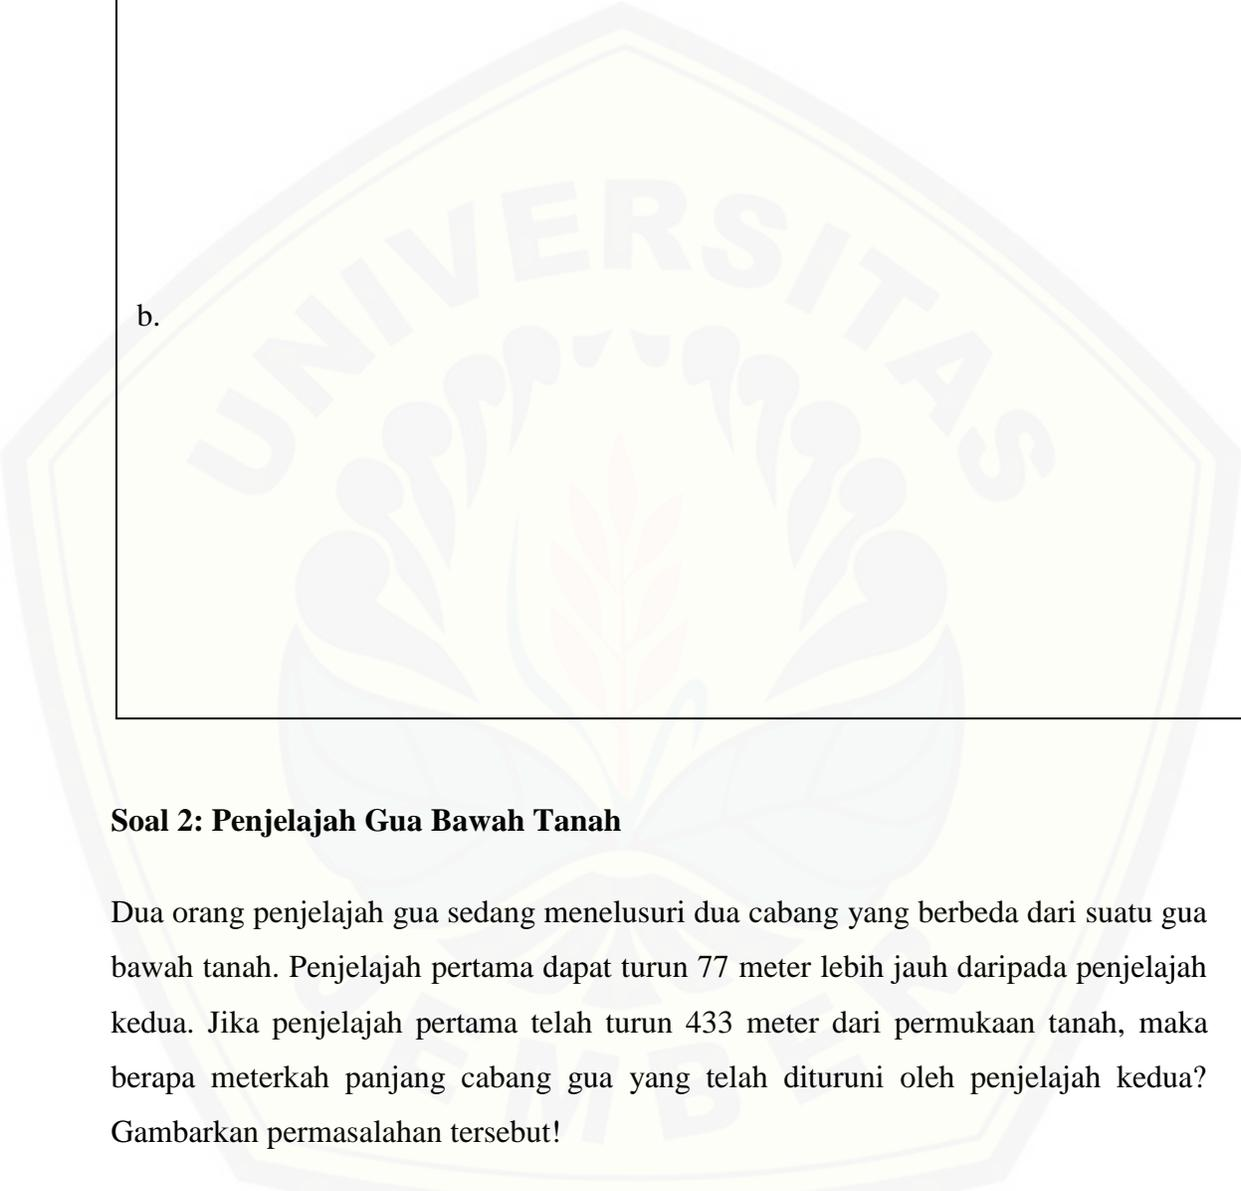 b.
UNIVERSITAS
Soal 2: Penjelajah Gua Bawah Tanah
Dua orang penjelajah gua sedang menelusuri dua cabang yang berbeda dari suatu gua
bawah tanah. Penjelajah pertama dapat turun 77 meter lebih jauh daripada penjelajah
kedua. Jika penjelajah pertama telah turun 433 meter dari permukaan tanah, maka
berapa meterkah panjang cabang gua yang telah dituruni oleh penjelajah kedua?
Gambarkan permasalahan tersebut!
JEMBER